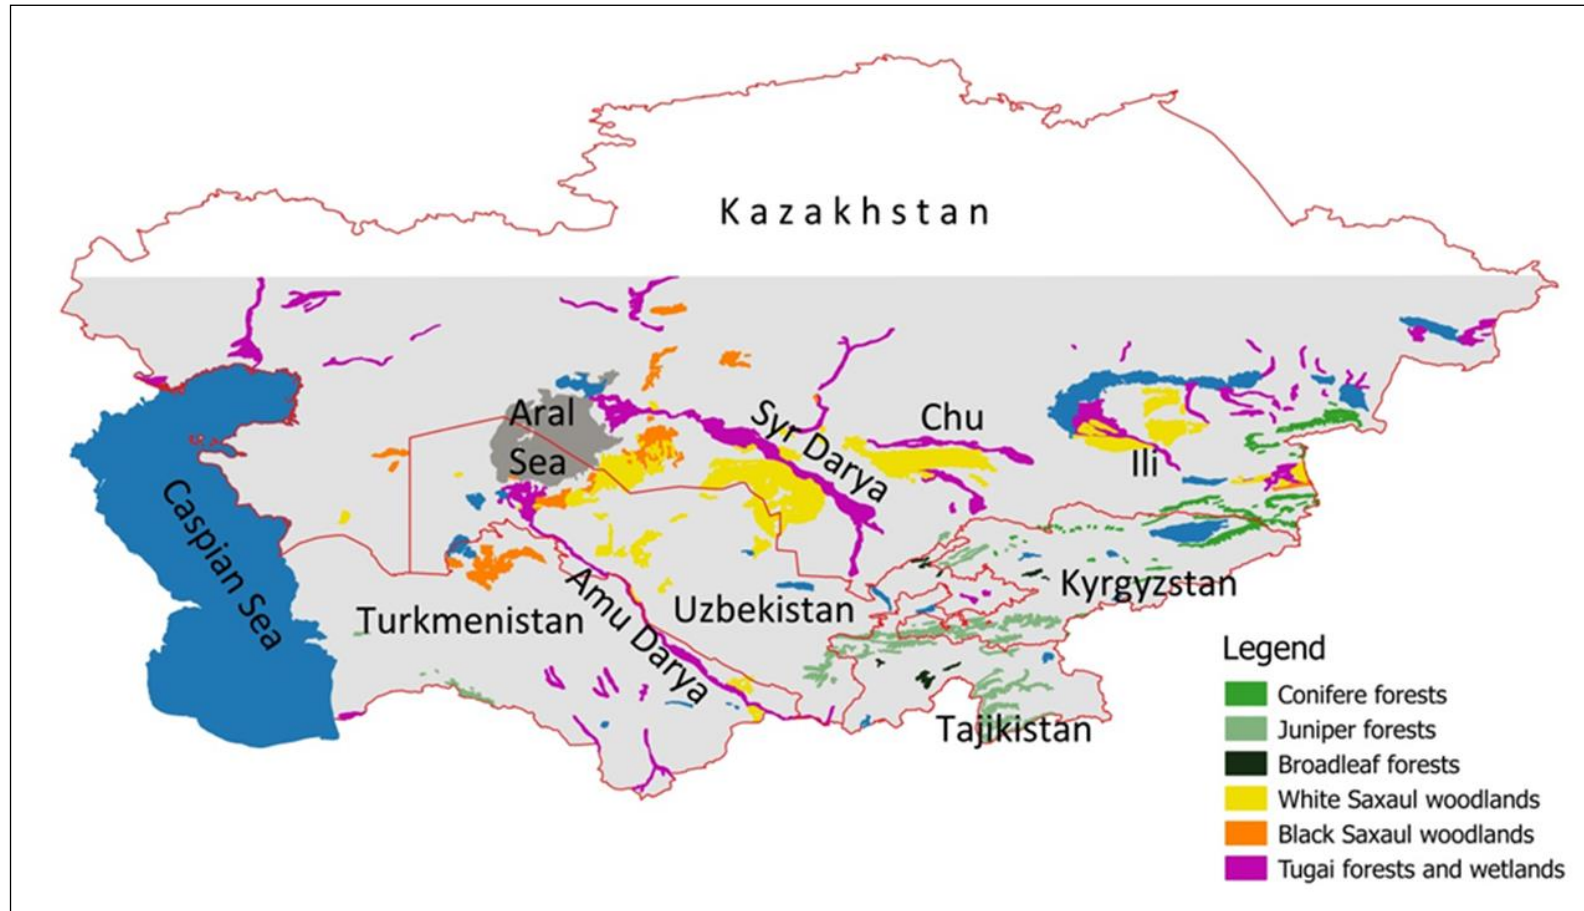 Kazakhstan
Aral
Sea
Syr Darya
Chu
Ili
Caspian Sea
Turkmenistan
Amu Darya
Uzbekistan
Kyrgyzstan
Tajikistan
Legend
Conifere forests
Juniper forests
Broadleaf forests
White Saxaul woodlands
Black Saxaul woodlands
Tugai forests and wetlands